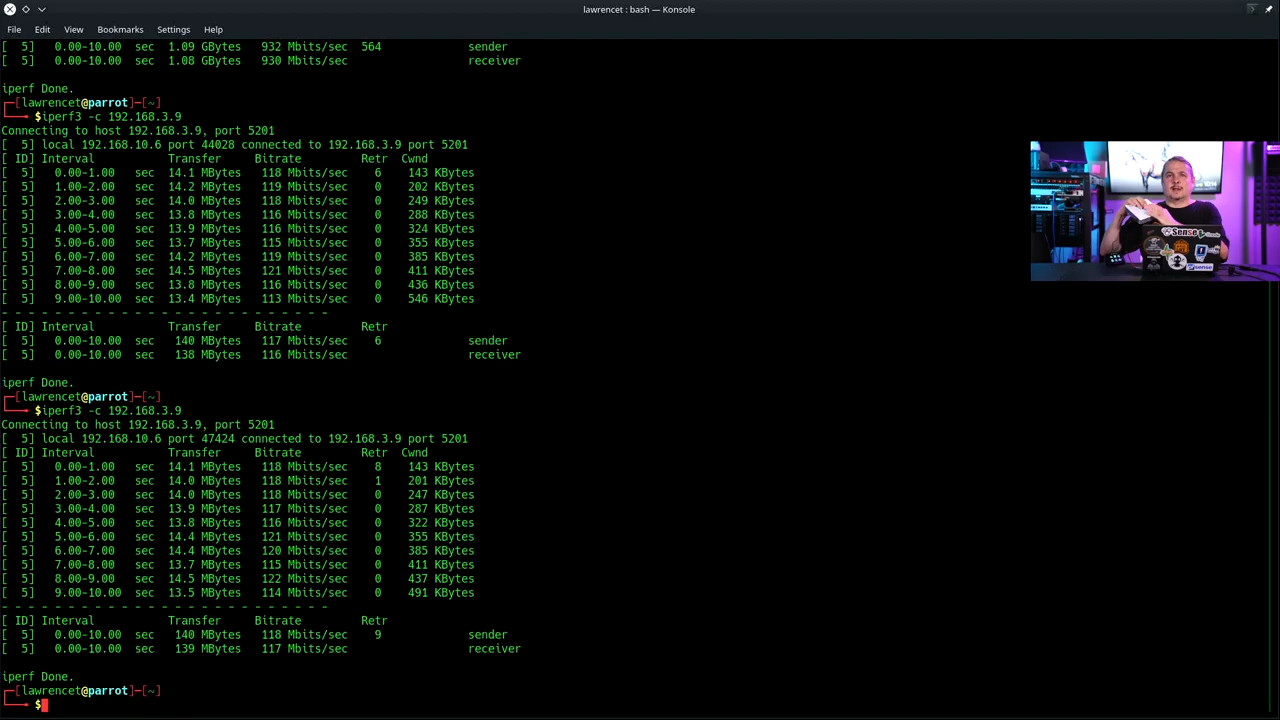 lawrencet : bash — Konsole
File Edit View Bookmarks Settings Help
[  5]   0.00-10.00  sec  1.09 GBytes   932 Mbits/sec  564             sender
[  5]   0.00-10.00  sec  1.08 GBytes   930 Mbits/sec                  receiver
iperf Done.
┌─[lawrencet@parrot]─[~]
└──╼ $iperf3 -c 192.168.3.9
Connecting to host 192.168.3.9, port 5201
[  5] local 192.168.10.6 port 44028 connected to 192.168.3.9 port 5201
[ ID] Interval           Transfer     Bitrate         Retr  Cwnd
[  5]   0.00-1.00   sec  14.1 MBytes   118 Mbits/sec    6    143 KBytes
[  5]   1.00-2.00   sec  14.2 MBytes   119 Mbits/sec    0    202 KBytes
[  5]   2.00-3.00   sec  14.0 MBytes   118 Mbits/sec    0    249 KBytes
[  5]   3.00-4.00   sec  13.8 MBytes   116 Mbits/sec    0    288 KBytes
[  5]   4.00-5.00   sec  13.9 MBytes   116 Mbits/sec    0    324 KBytes
[  5]   5.00-6.00   sec  13.7 MBytes   115 Mbits/sec    0    355 KBytes
[  5]   6.00-7.00   sec  14.2 MBytes   119 Mbits/sec    0    385 KBytes
[  5]   7.00-8.00   sec  14.5 MBytes   121 Mbits/sec    0    411 KBytes
[  5]   8.00-9.00   sec  13.8 MBytes   116 Mbits/sec    0    436 KBytes
[  5]   9.00-10.00  sec  13.4 MBytes   113 Mbits/sec    0    546 KBytes
- - - - - - - - - - - - - - - - - - - - - - - - -
[ ID] Interval           Transfer     Bitrate         Retr
[  5]   0.00-10.00  sec   140 MBytes   117 Mbits/sec    6             sender
[  5]   0.00-10.00  sec   138 MBytes   116 Mbits/sec                  receiver
iperf Done.
┌─[lawrencet@parrot]─[~]
└──╼ $iperf3 -c 192.168.3.9
Connecting to host 192.168.3.9, port 5201
[  5] local 192.168.10.6 port 47424 connected to 192.168.3.9 port 5201
[ ID] Interval           Transfer     Bitrate         Retr  Cwnd
[  5]   0.00-1.00   sec  14.1 MBytes   118 Mbits/sec    8    143 KBytes
[  5]   1.00-2.00   sec  14.0 MBytes   118 Mbits/sec    1    201 KBytes
[  5]   2.00-3.00   sec  14.0 MBytes   118 Mbits/sec    0    247 KBytes
[  5]   3.00-4.00   sec  13.9 MBytes   117 Mbits/sec    0    287 KBytes
[  5]   4.00-5.00   sec  13.8 MBytes   116 Mbits/sec    0    322 KBytes
[  5]   5.00-6.00   sec  14.4 MBytes   121 Mbits/sec    0    355 KBytes
[  5]   6.00-7.00   sec  14.4 MBytes   120 Mbits/sec    0    385 KBytes
[  5]   7.00-8.00   sec  13.7 MBytes   115 Mbits/sec    0    411 KBytes
[  5]   8.00-9.00   sec  14.5 MBytes   122 Mbits/sec    0    437 KBytes
[  5]   9.00-10.00  sec  13.5 MBytes   114 Mbits/sec    0    491 KBytes
- - - - - - - - - - - - - - - - - - - - - - - - -
[ ID] Interval           Transfer     Bitrate         Retr
[  5]   0.00-10.00  sec   140 MBytes   118 Mbits/sec    9             sender
[  5]   0.00-10.00  sec   139 MBytes   117 Mbits/sec                  receiver
iperf Done.
┌─[lawrencet@parrot]─[~]
└──╼ $